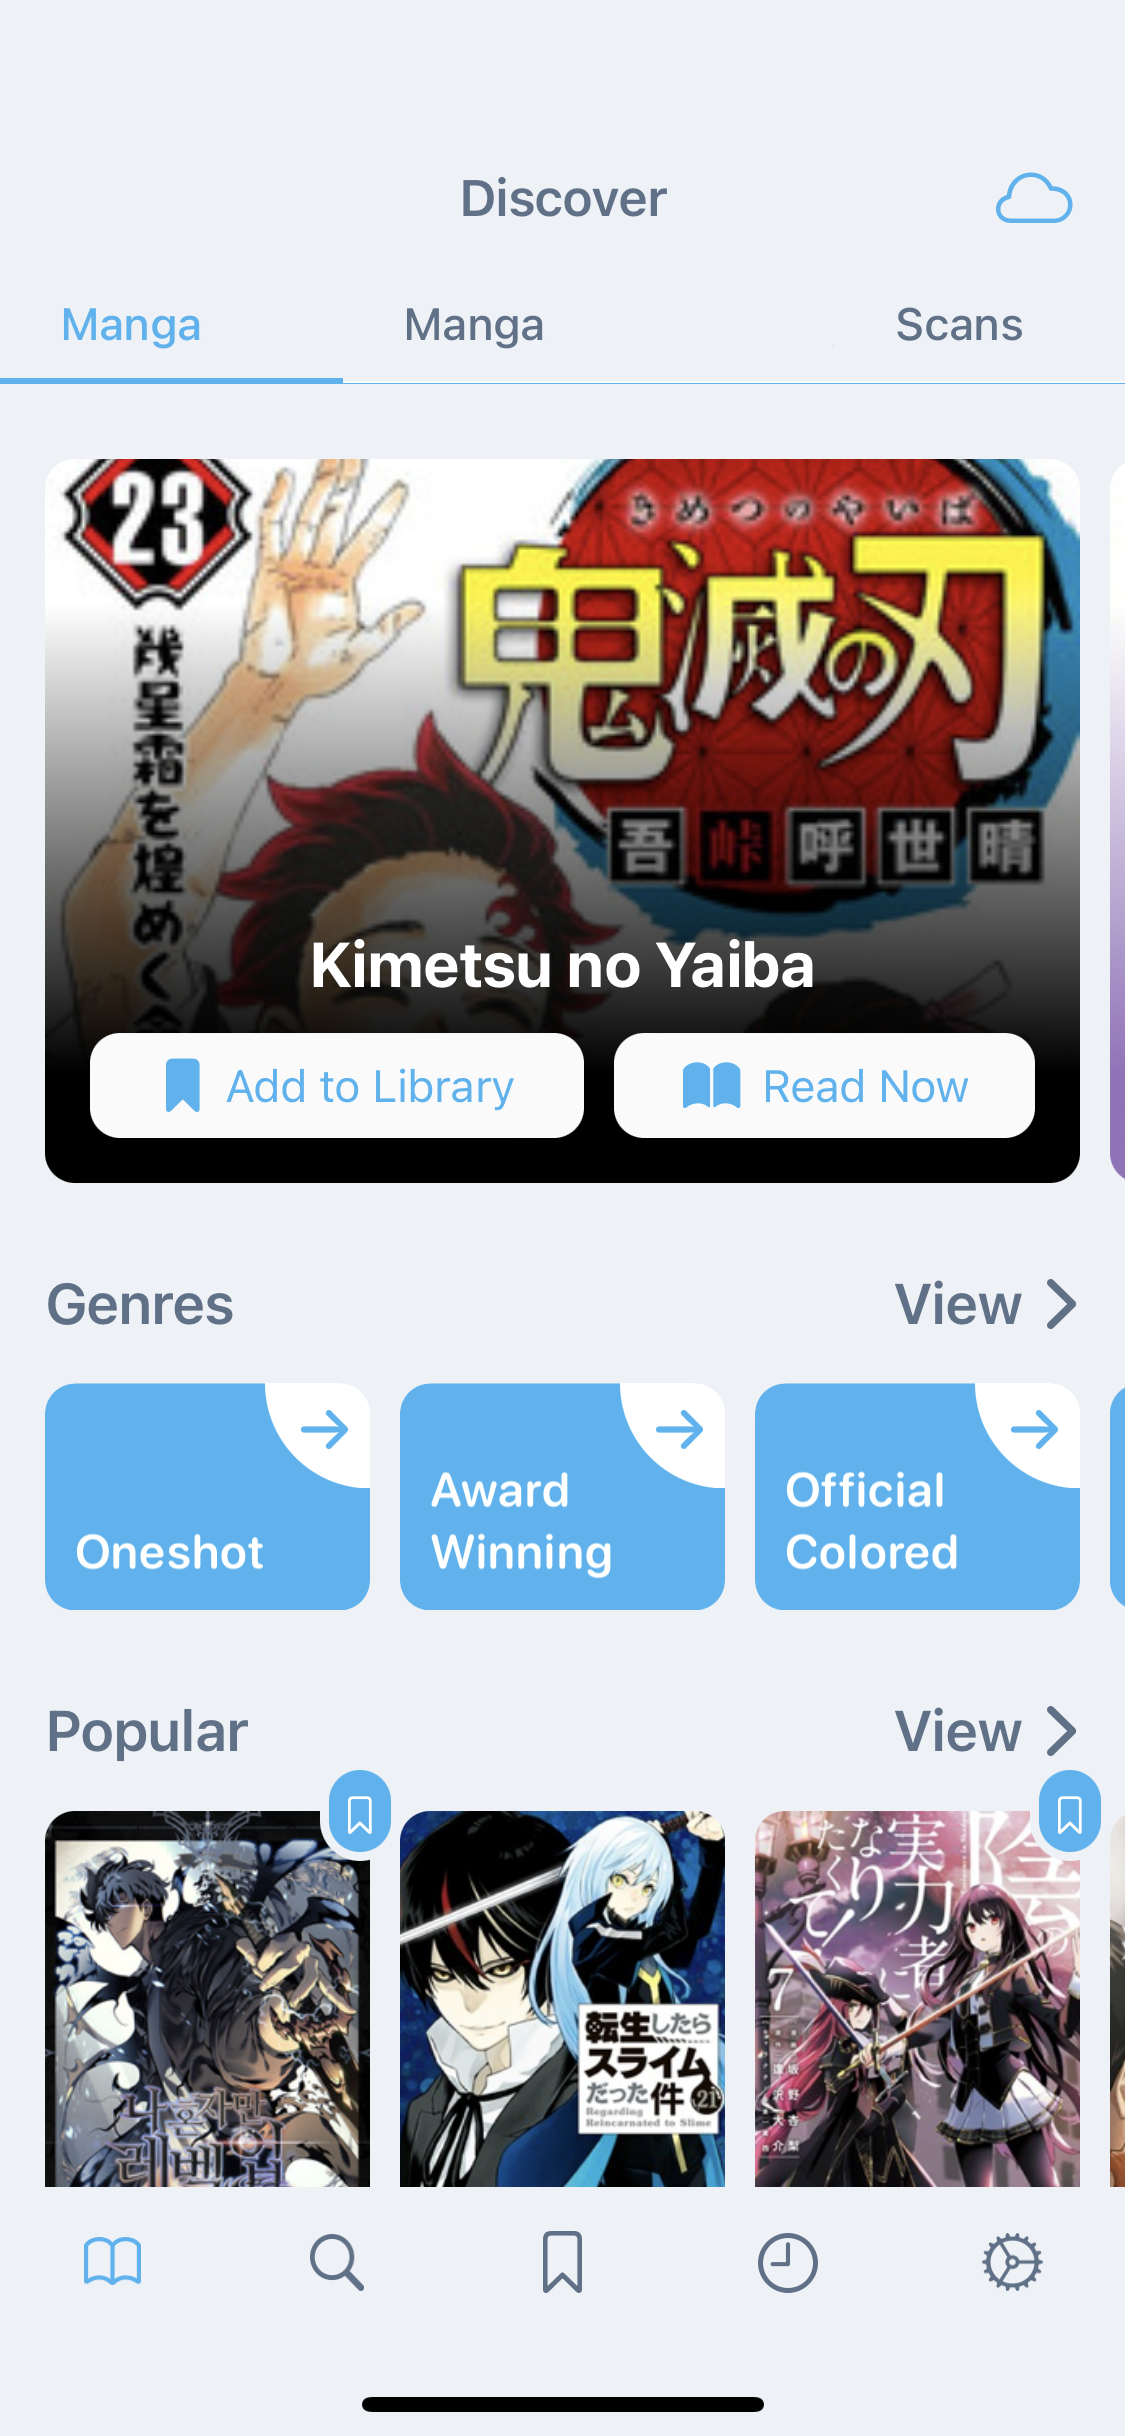 Discover
Manga
Manga
Scans
23
きめつのやいば
鬼滅の刃
星霜を煌めく
吾峠呼世晴
Kimetsu no Yaiba
Add to Library
Read Now
Genres
View
Oneshot
Award
Winning
Official
Colored
Popular
View
나 혼자만
레벨업
転生したら
スライム
だった件
21
Regarding
Reincarnated to Slime
陰の
実力者に
なり
たくて!
7